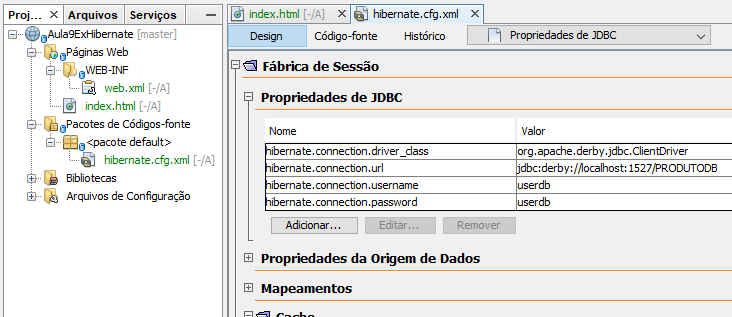 Proj... × Arquivos Serviços
Aula9ExHibernate [master]
Páginas Web
WEB-INF
web.xml [-/A]
index.html [-/A]
Pacotes de Códigos-fonte
<pacote default>
hibernate.cfg.xml [-/A]
Bibliotecas
Arquivos de Configuração
index.html [-/A] × hibernate.cfg.xml [-/A] ×
Design Código-fonte Histórico Propriedades de JDBC
Fábrica de Sessão
Propriedades de JDBC
Nome Valor
hibernate.connection.driver_class org.apache.derby.jdbc.ClientDriver
hibernate.connection.url jdbc:derby://localhost:1527/PRODUTODB
hibernate.connection.username userdb
hibernate.connection.password userdb
Adicionar... Editar... Remover
Propriedades da Origem de Dados
Mapeamentos
Cache